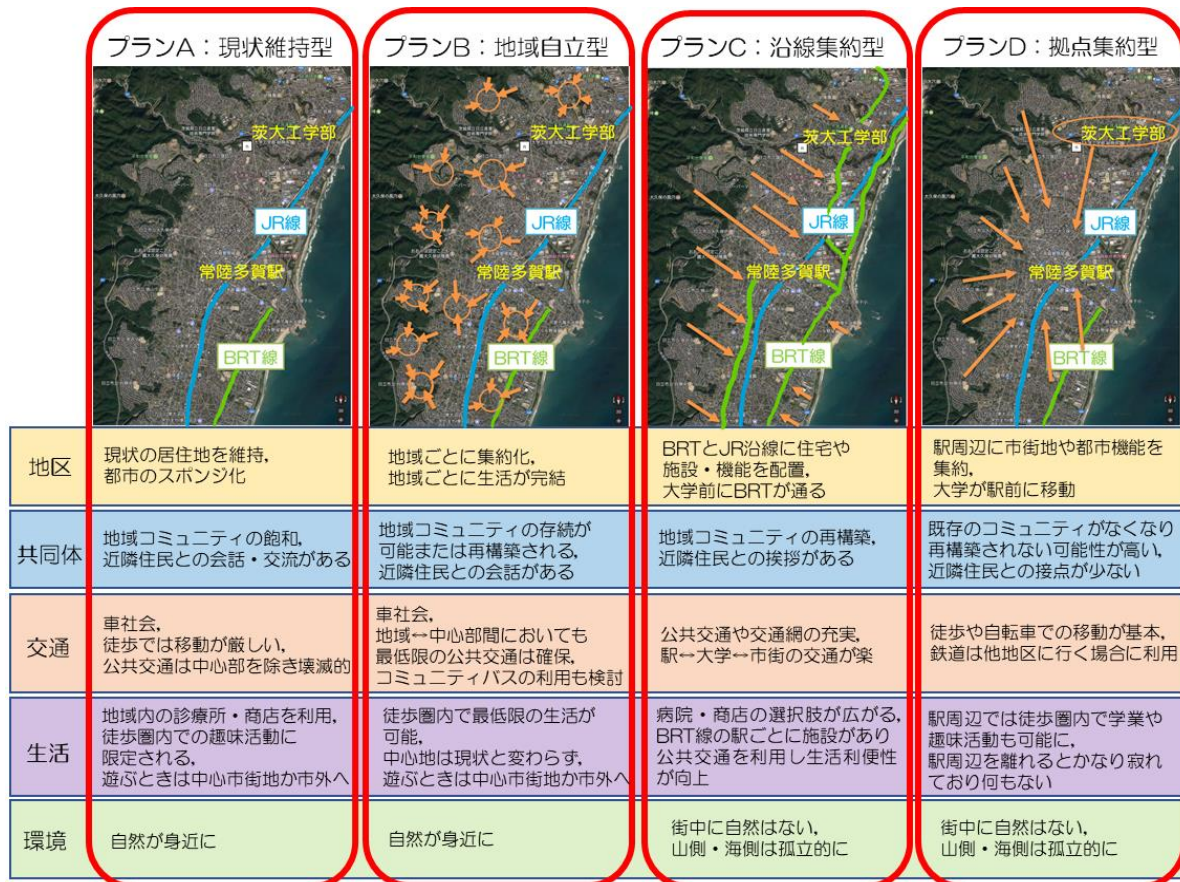 プランA：現状維持型
プランB：地域自立型
プランC：沿線集約型
プランD：拠点集約型
茨大工学部
JR線
常陸多賀駅
BRT線
茨大工学部
JR線
常陸多賀駅
BRT線
茨大工学部
JR線
常陸多賀駅
BRT線
茨大工学部
JR線
常陸多賀駅
BRT線
地区
現状の居住地を維持，
都市のスポンジ化
地域ごとに集約化，
地域ごとに生活が完結
BRTとJR沿線に住宅や
施設・機能を配置，
大学前にBRTが通る
駅周辺に市街地や都市機能を
集約，
大学が駅前に移動
共同体
地域コミュニティの飽和，
近隣住民との会話・交流がある
地域コミュニティの存続が
可能または再構築される，
近隣住民との会話がある
地域コミュニティの再構築，
近隣住民との挨拶がある
既存のコミュニティがなくなり
再構築されない可能性が高い，
近隣住民との接点が少ない
交通
車社会，
徒歩では移動が厳しい，
公共交通は中心部を除き壊滅的
車社会，
地域↔中心部間においても
最低限の公共交通は確保，
コミュニティバスの利用も検討
公共交通や交通網の充実，
駅↔大学↔市街の交通が楽
徒歩や自転車での移動が基本，
鉄道は他地区に行く場合に利用
生活
地域内の診療所・商店を利用，
徒歩圏内での趣味活動に
限定される，
遊ぶときは中心市街地か市外へ
徒歩圏内で最低限の生活が
可能，
中心地は現状と変わらず，
遊ぶときは中心市街地か市外へ
病院・商店の選択肢が広がる，
BRT線の駅ごとに施設があり
公共交通を利用し生活利便性
が向上
駅周辺では徒歩圏内で学業や
趣味活動も可能に，
駅周辺を離れるとかなり寂れ
ており何もない
環境
自然が身近に
自然が身近に
街中に自然はない，
山側・海側は孤立的に
街中に自然はない，
山側・海側は孤立的に